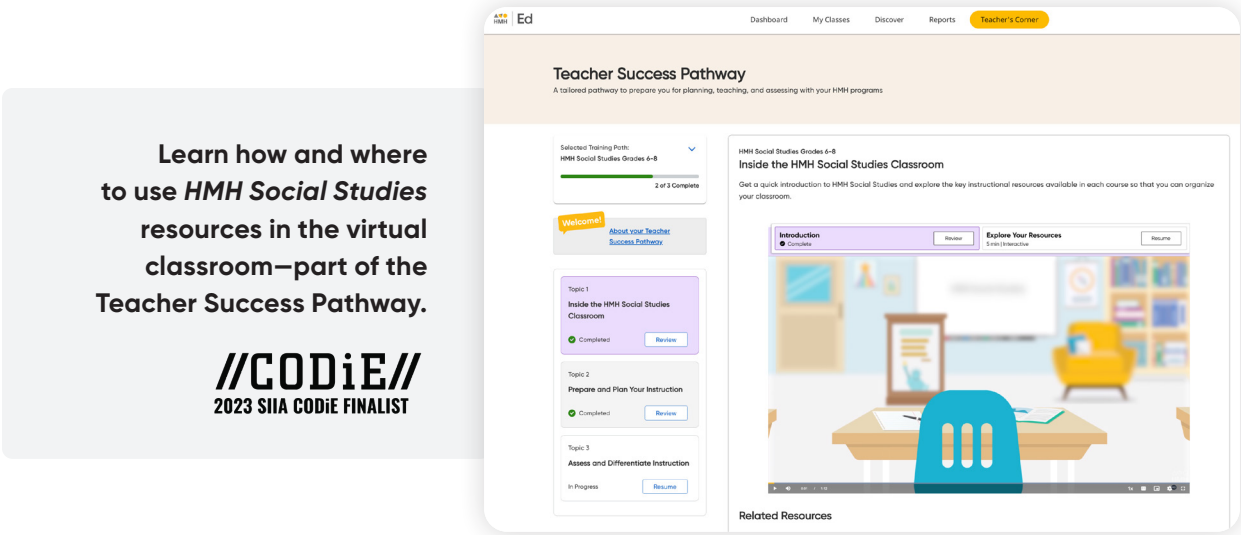 Learn how and where
to use HMH Social Studies
resources in the virtual
classroom—part of the
Teacher Success Pathway.
//CODiE//
2023 SIIA CODiE FINALIST
HMH Ed
Dashboard My Classes Discover Reports Teacher's Corner
Teacher Success Pathway
A tailored pathway to prepare you for planning, teaching, and assessing with your HMH programs
Selected Training Path:
HMH Social Studies Grades 6-8
2 of 3 Complete
Welcome!
About your Teacher
Success Pathway
Topic 1
Inside the HMH Social Studies
Classroom
Completed Review
Topic 2
Prepare and Plan Your Instruction
Completed Review
Topic 3
Assess and Differentiate Instruction
In Progress Resume
HMH Social Studies Grades 6-8
Inside the HMH Social Studies Classroom
Get a quick introduction to HMH Social Studies and explore the key instructional resources available in each course so that you can organize
your classroom.
Introduction
Complete
Review
Explore Your Resources
5 min | Interactive
Resume
1x
Related Resources